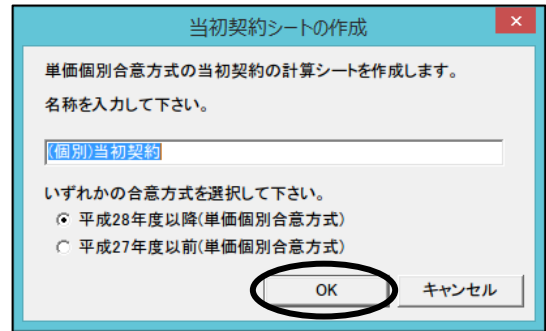 当初契約シートの作成
単価個別合意方式の当初契約の計算シートを作成します。
名称を入力して下さい。
(個別)当初契約
いずれかの合意方式を選択して下さい。
平成28年度以降(単価個別合意方式)
平成27年度以前(単価個別合意方式)
OK キャンセル